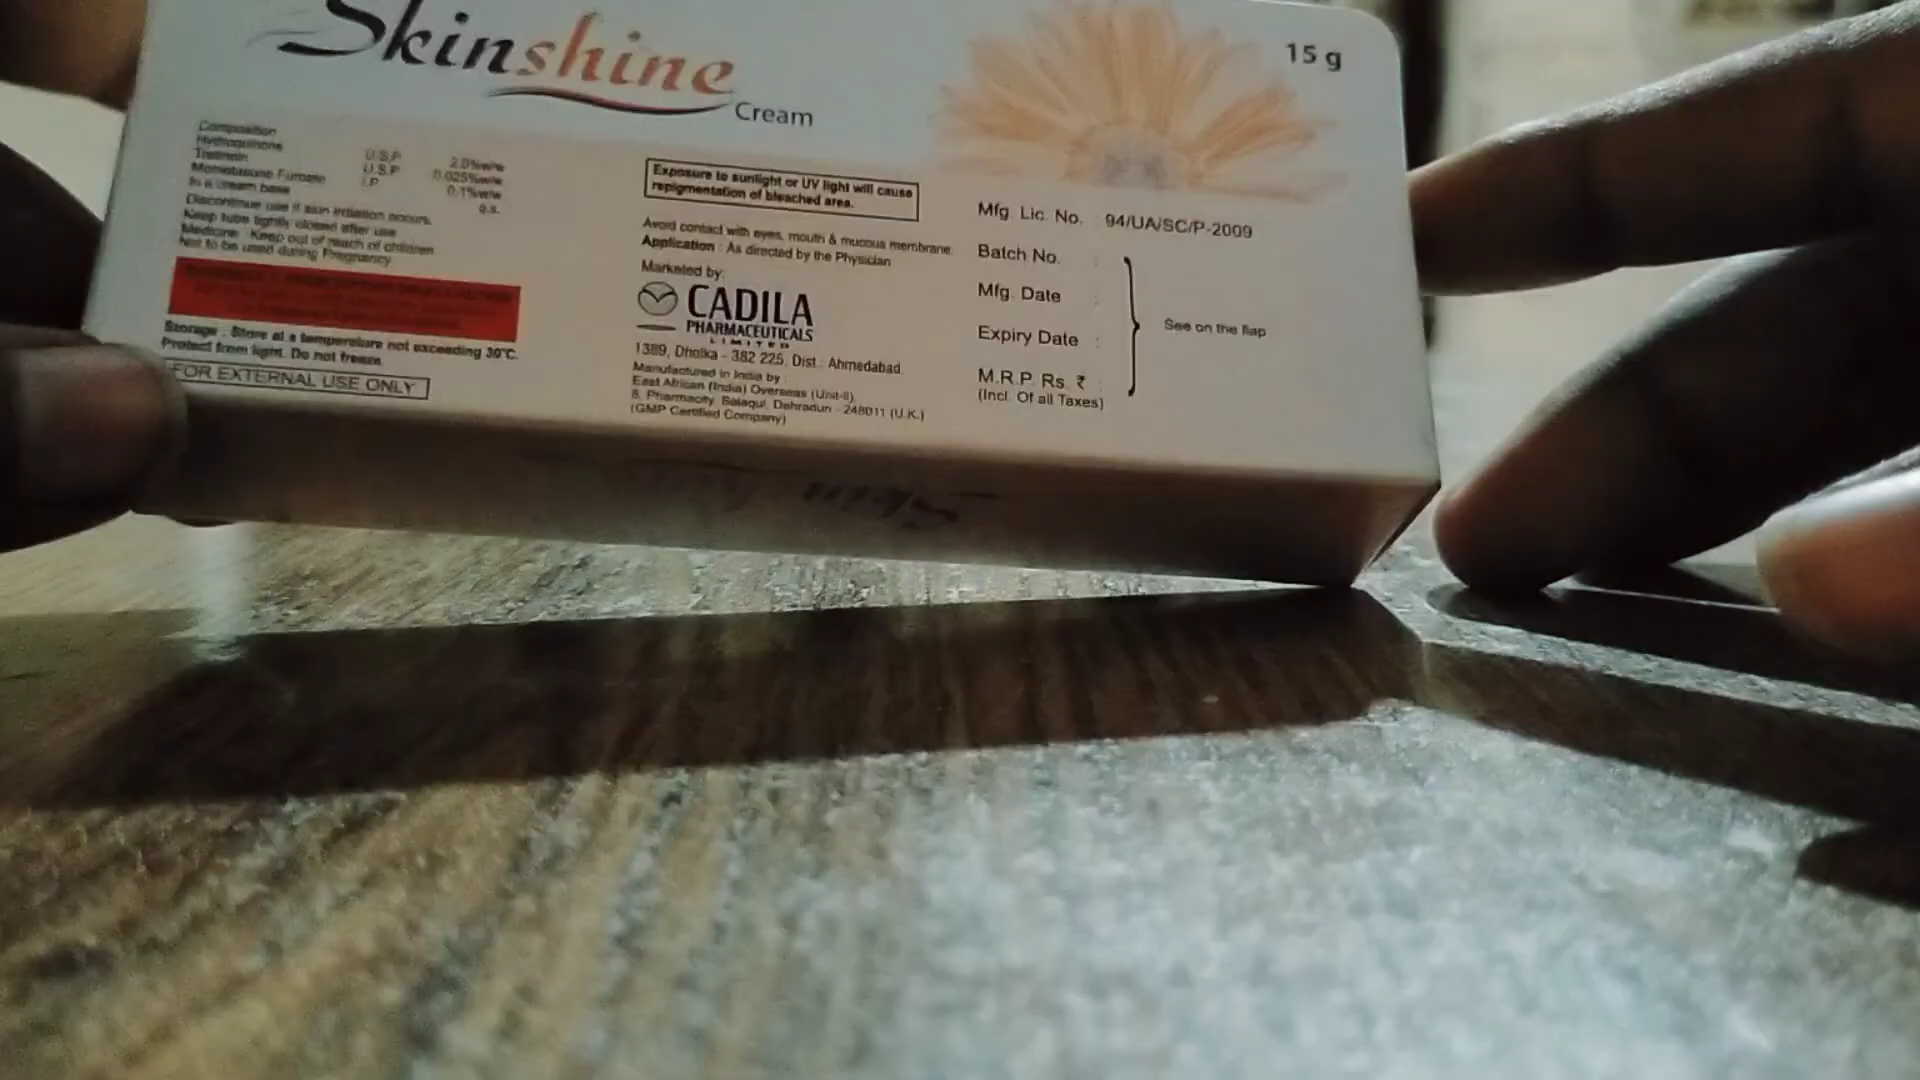 Skinshine
Cream
15 g
Composition
Hydroquinone U.S.P 2.0%w/w
Tretinoin U.S.P 0.025%w/w
Mometasone Furoate I.P 0.1%w/w
In a cream base q.s.
Discontinue use if skin irritation occurs.
Keep tube tightly closed after use
Medicine : Keep out of reach of children
Not to be used during Pregnancy
Storage : Store at a temperature not exceeding 30°C.
Protect from light. Do not freeze.
FOR EXTERNAL USE ONLY
Exposure to sunlight or UV light will cause
repigmentation of bleached area.
Avoid contact with eyes, mouth & mucous membrane.
Application : As directed by the Physician
Marketed by:
CADILA
PHARMACEUTICALS
LIMITED
1389, Dholka - 382 225, Dist.: Ahmedabad.
Manufactured in India by :
East African (India) Overseas (Unit-II)
8, Pharmacity, Selaqui, Dehradun - 248011 (U.K.)
(GMP Certified Company)
Mfg. Lic. No. : 94/UA/SC/P-2009
Batch No. :
Mfg. Date :
Expiry Date :
M.R.P. Rs. ₹ :
(Incl. Of all Taxes)
See on the flap